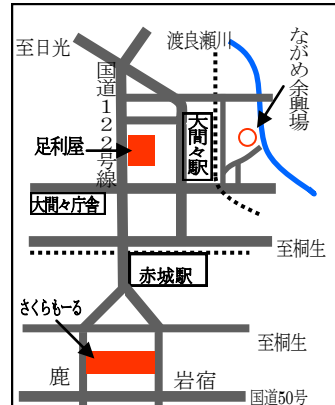 至日光
渡良瀬川
ながめ余興場
国道122号線
大間々駅
足利屋
大間々庁舎
至桐生
赤城駅
さくらもーる
至桐生
鹿
岩宿
国道50号